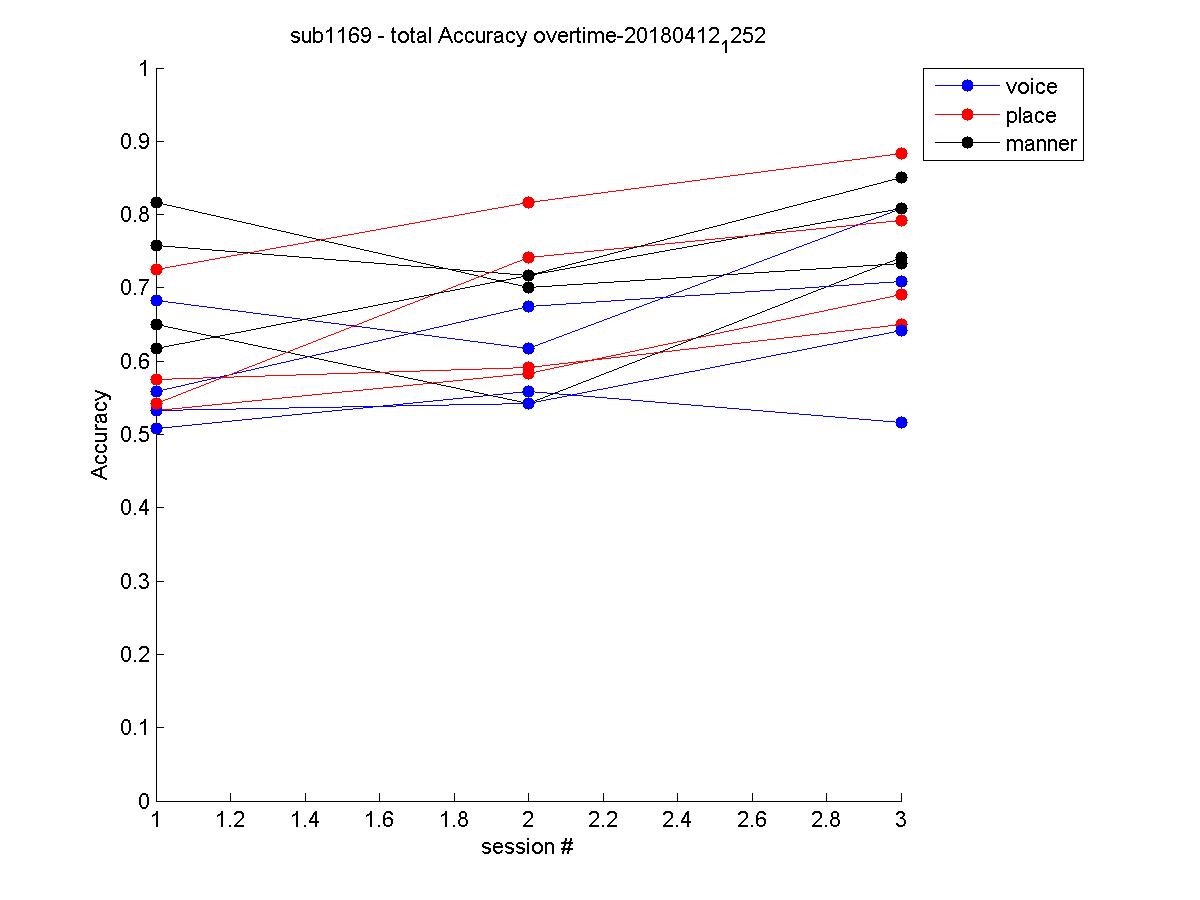 sub1169 - total Accuracy overtime-20180412₁252
voice
place
manner
1
0.9
0.8
0.7
0.6
0.5
0.4
0.3
0.2
0.1
0
Accuracy
1 1.2 1.4 1.6 1.8 2 2.2 2.4 2.6 2.8 3
session #